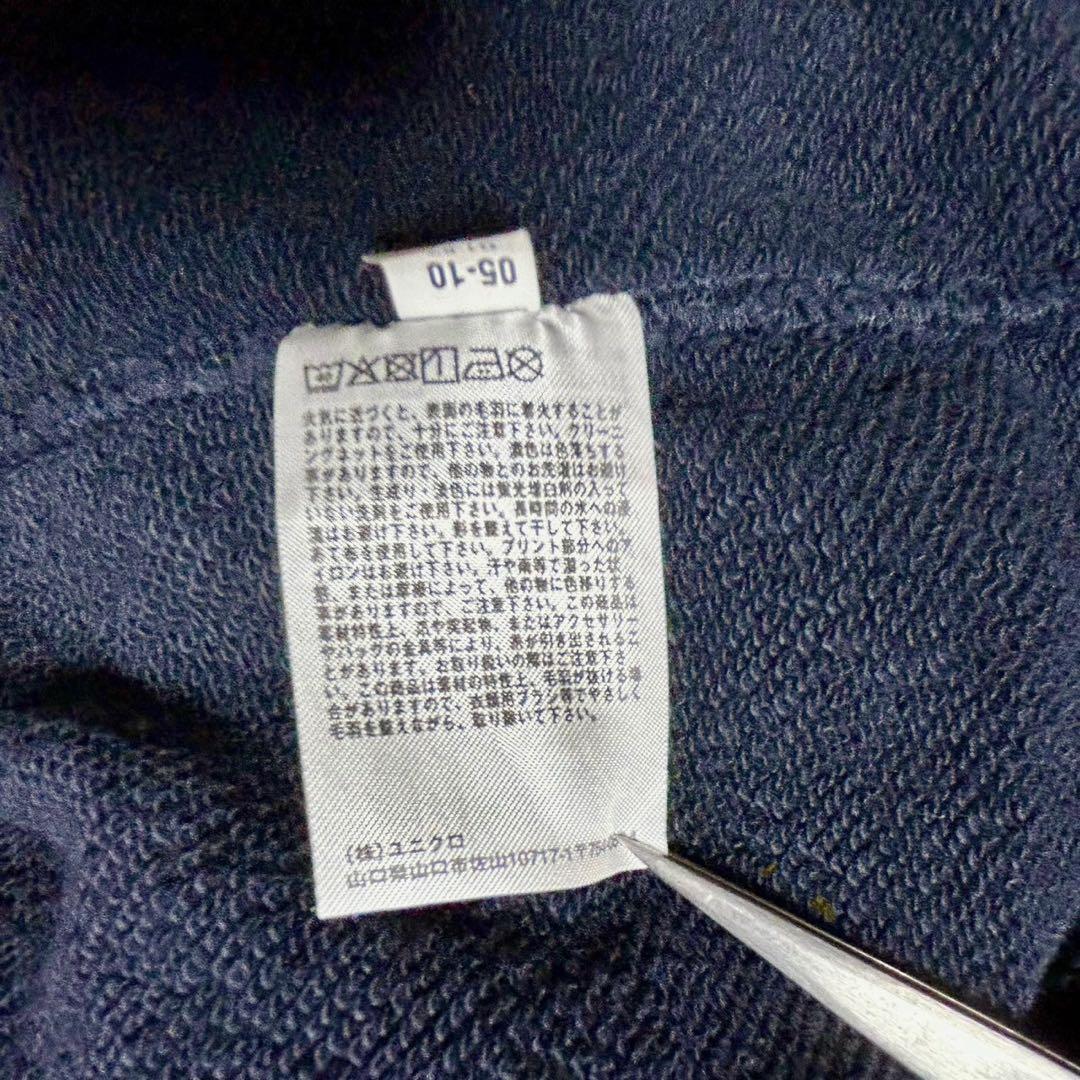 05-10
火気に近づくと、表面の毛羽に着火することが
ありますので、十分にご注意下さい。クリーニ
ングネットをご使用下さい。濃色は色落ちする
事がありますので、他の物とのお洗濯はお避け
下さい。生成り、淡色には蛍光増白剤の入って
いない洗剤をご使用下さい。長時間の水への浸
漬はお避け下さい。形を整えて干して下さい。
あて布を使用して下さい。プリント部分へのア
イロンはお避け下さい。汗や雨等で湿った状
態、または摩擦によって、他の物に色移りする
事がありますので、ご注意下さい。この商品は
素材特性上、爪や突起物、またはアクセサリー
やバッグの金具等により、糸が引き出されるこ
とがあります。お取り扱いの際はご注意下さ
い。この商品は素材の特性上、毛羽が抜ける場
合がありますので、衣類用ブラシ等でやさしく
毛羽を整えながら、取り除いて下さい。
(株)ユニクロ
山口県山口市佐山10717-1